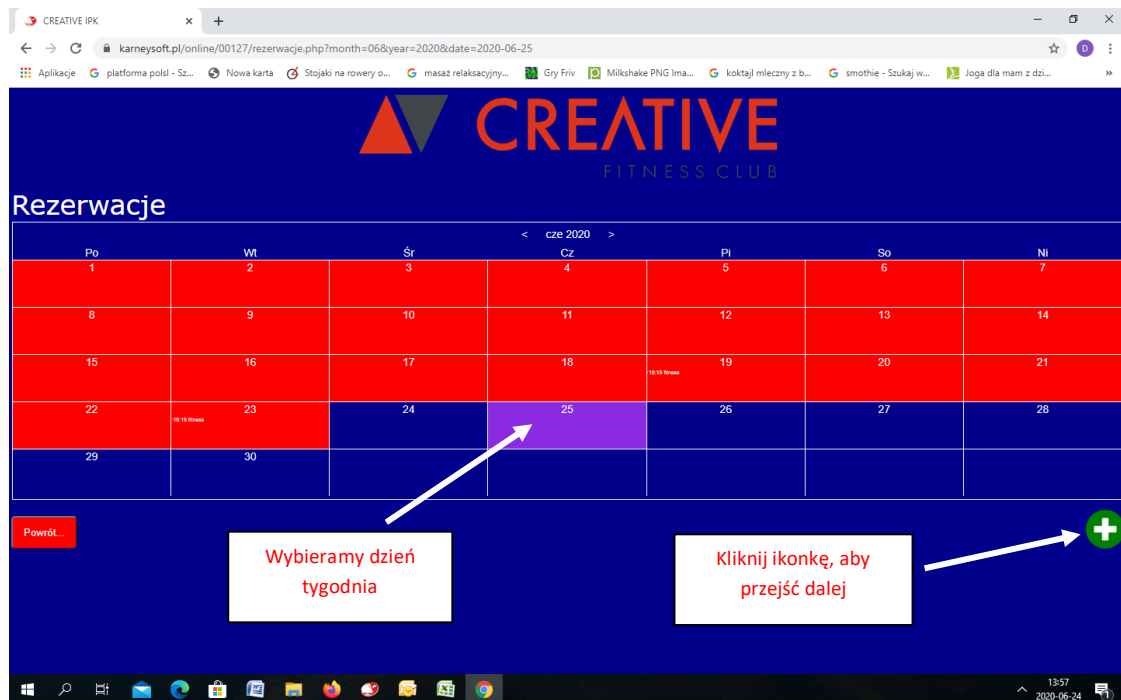 CREATIVE IPK
karneysoft.pl/online/00127/rezerwacje.php?month=06&year=2020&date=2020-06-25
D
Aplikacje platforma polsl - Sz... Nowa karta Stojaki na rowery o... masaż relaksacyjny... Gry Friv Milkshake PNG Ima... koktajl mleczny z b... smothie - Szukaj w... Joga dla mam z dzi... »
CREATIVE
FITNESS CLUB
Rezerwacje
< cze 2020 >
Po Wt Śr Cz Pi So Ni
1 2 3 4 5 6 7
8 9 10 11 12 13 14
15 16 17 18 19 20 21
-18:15 fitness
22 23 24 25 26 27 28
-18:15 fitness
29 30
Powrót...
Wybieramy dzień
tygodnia
Kliknij ikonkę, aby
przejść dalej
13:57
2020-06-24